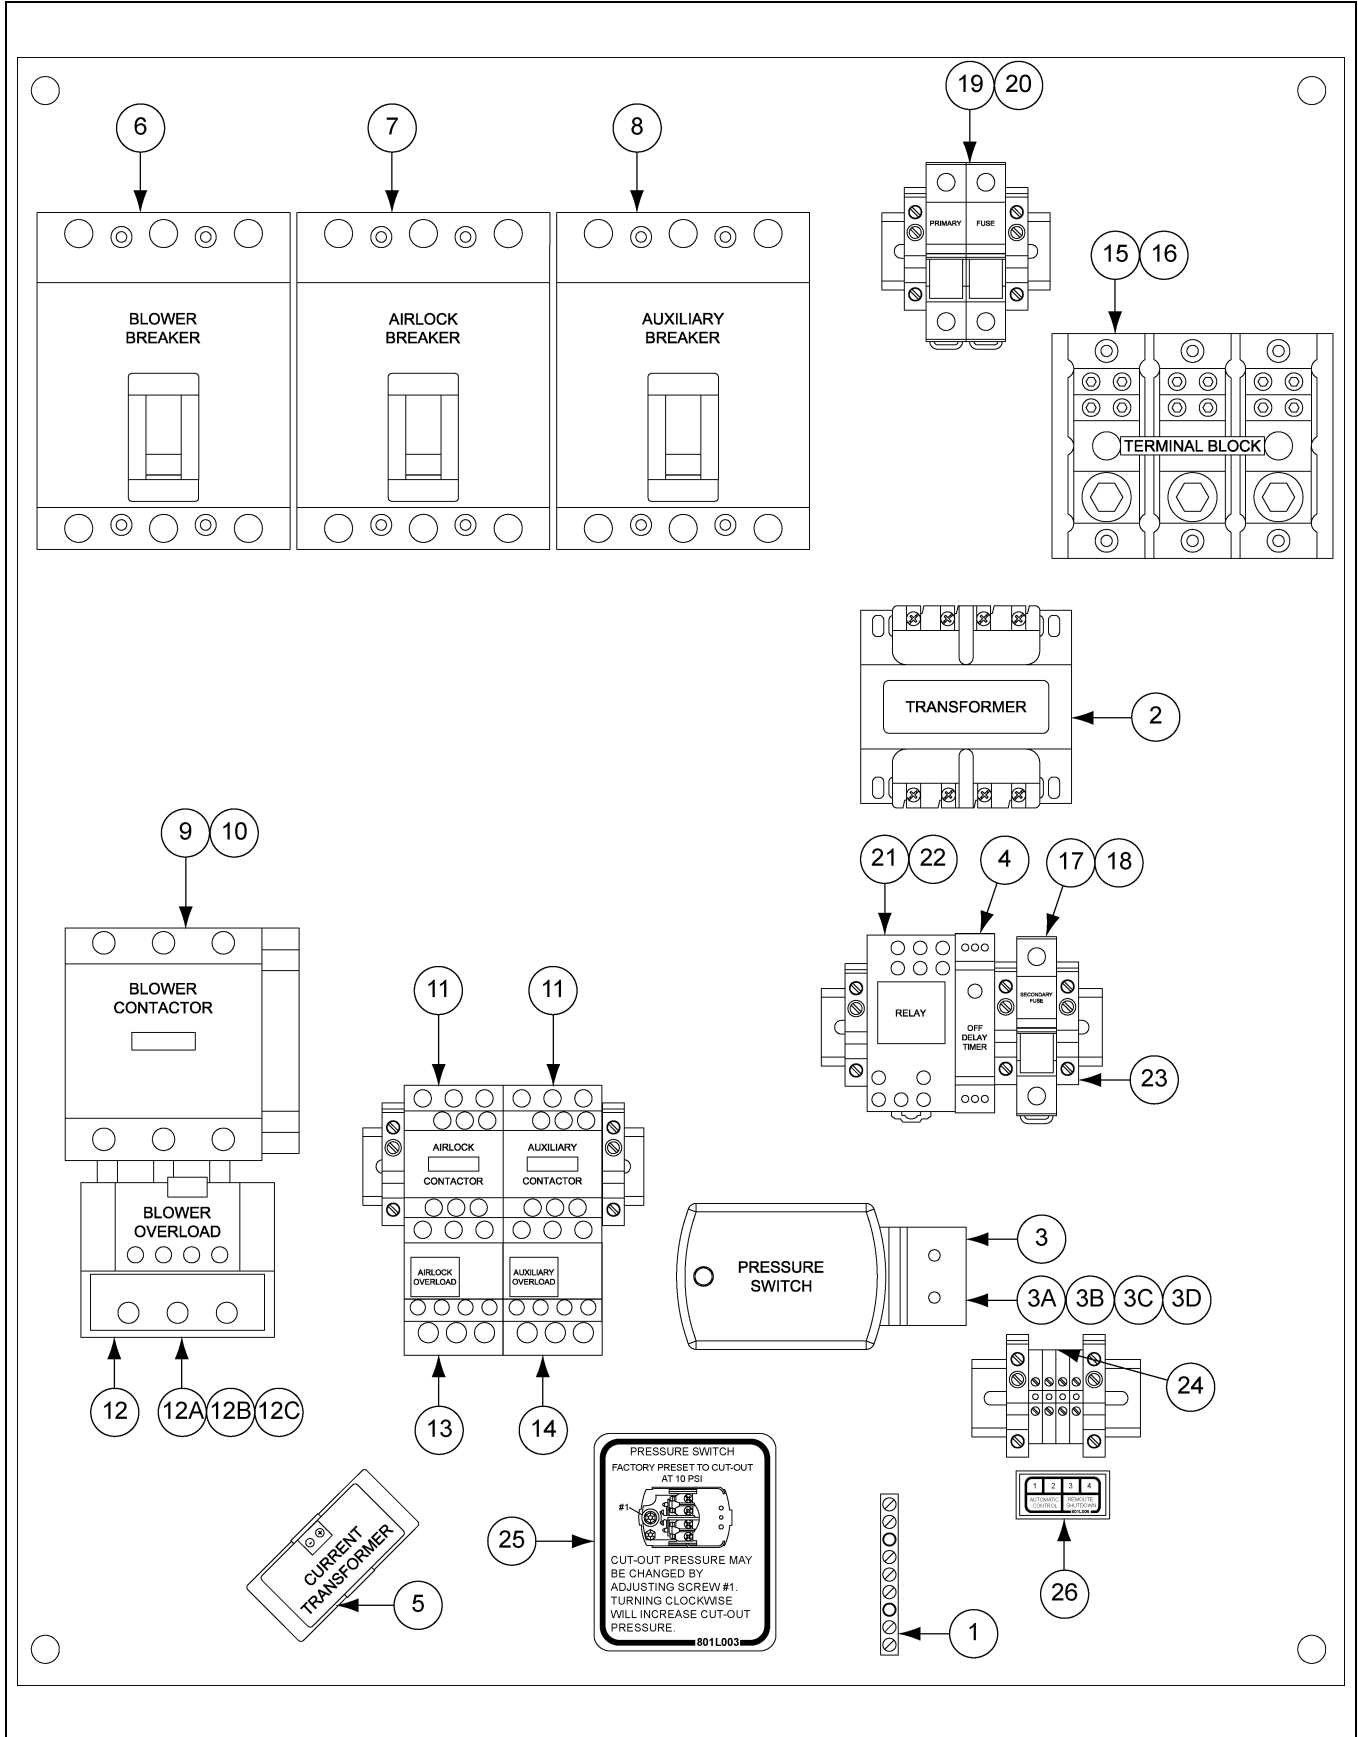 19 20
6
7
8
PRIMARY
FUSE
15 16
BLOWER
BREAKER
AIRLOCK
BREAKER
AUXILIARY
BREAKER
TERMINAL BLOCK
TRANSFORMER
2
9 10
21 22
4
17 18
BLOWER
CONTACTOR
11
11
RELAY
OFF
DELAY
TIMER
SECONDARY
FUSE
23
AIRLOCK
CONTACTOR
AUXILIARY
CONTACTOR
BLOWER
OVERLOAD
AIRLOCK
OVERLOAD
AUXILIARY
OVERLOAD
PRESSURE
SWITCH
3
3A 3B 3C 3D
24
12
12A 12B 12C
13
14
PRESSURE SWITCH
FACTORY PRESET TO CUT-OUT
AT 10 PSI
#1
CUT-OUT PRESSURE MAY
BE CHANGED BY
ADJUSTING SCREW #1.
TURNING CLOCKWISE
WILL INCREASE CUT-OUT
PRESSURE.
801L003
25
1 2 3 4
AUTOMATIC
CONTROL
REMOUTE
SHUTDOWN
801L006
26
CURRENT
TRANSFORMER
5
1